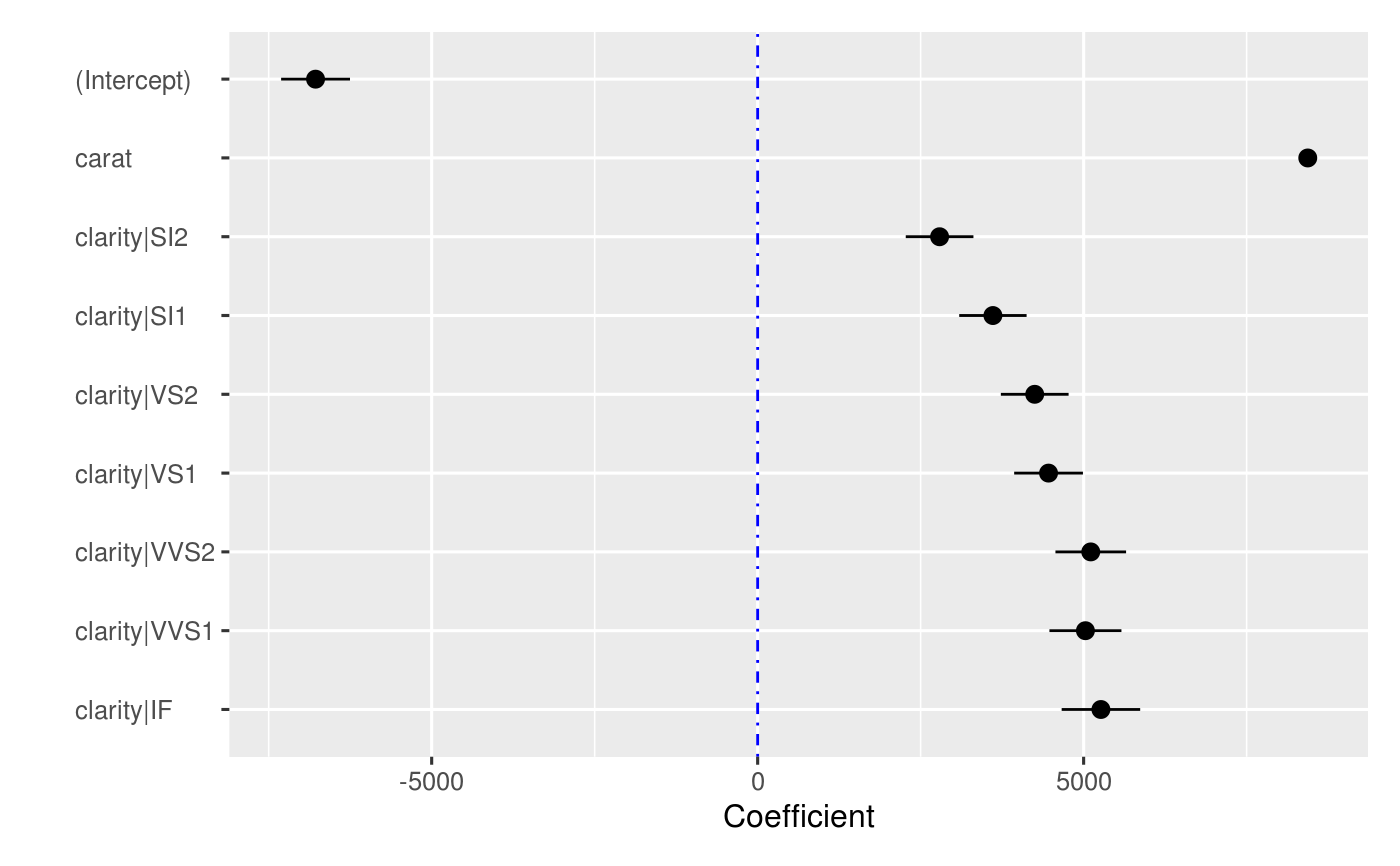 (Intercept)
carat
clarity|SI2
clarity|SI1
clarity|VS2
clarity|VS1
clarity|VVS2
clarity|VVS1
clarity|IF
-5000 0 5000
Coefficient